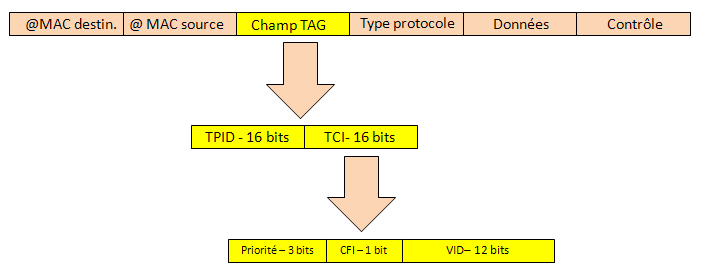 @MAC destin. @ MAC source Champ TAG Type protocole Données Contrôle
TPID - 16 bits TCI- 16 bits
Priorité – 3 bits CFI – 1 bit VID– 12 bits